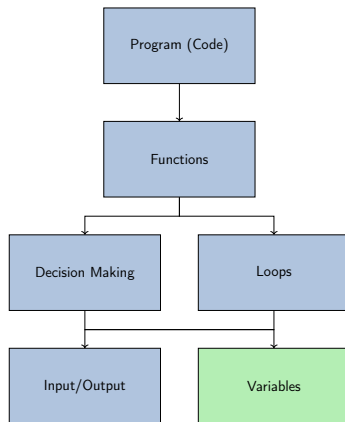 Program (Code)
Functions
Decision Making
Loops
Input/Output
Variables